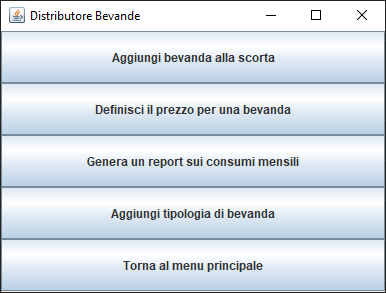 Distributore Bevande
Aggiungi bevanda alla scorta
Definisci il prezzo per una bevanda
Genera un report sui consumi mensili
Aggiungi tipologia di bevanda
Torna al menu principale